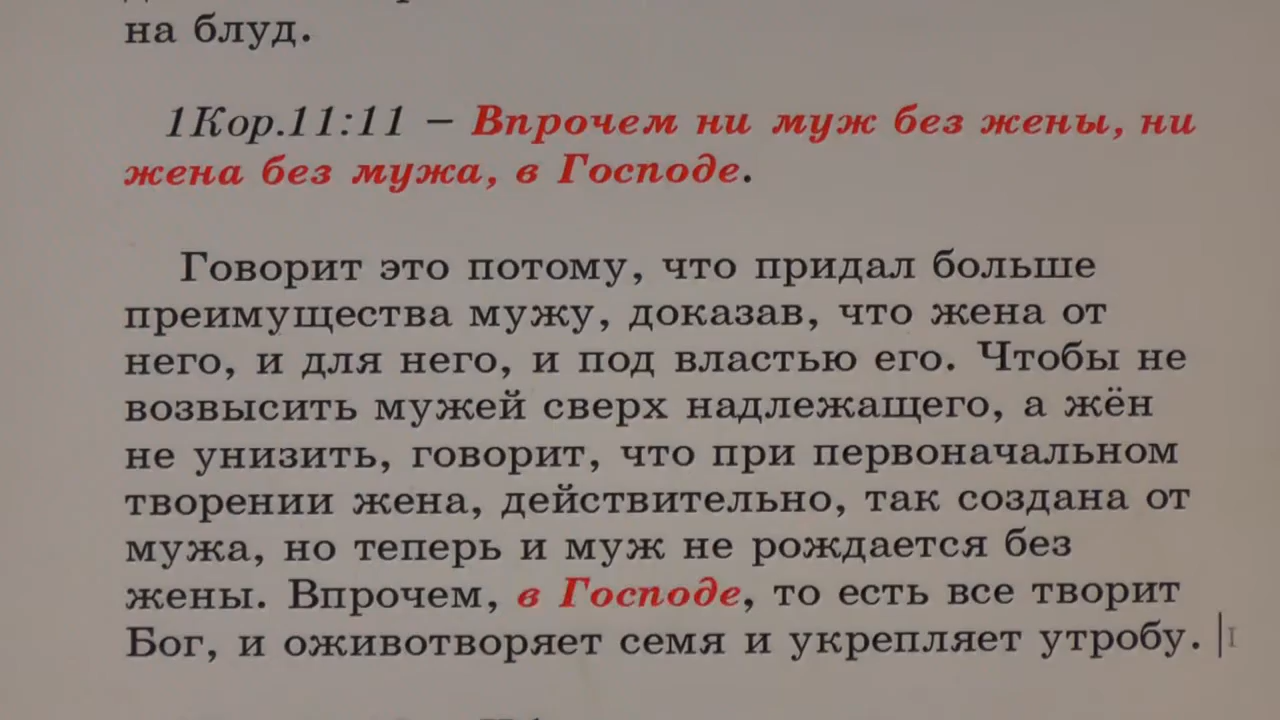 на блуд.
1Кор.11:11 – Впрочем ни муж без жены, ни
жена без мужа, в Господе.
Говорит это потому, что придал больше
преимущества мужу, доказав, что жена от
него, и для него, и под властью его. Чтобы не
возвысить мужей сверх надлежащего, а жён
не унизить, говорит, что при первоначальном
творении жена, действительно, так создана от
мужа, но теперь и муж не рождается без
жены. Впрочем, в Господе, то есть все творит
Бог, и оживотворяет семя и укрепляет утробу.